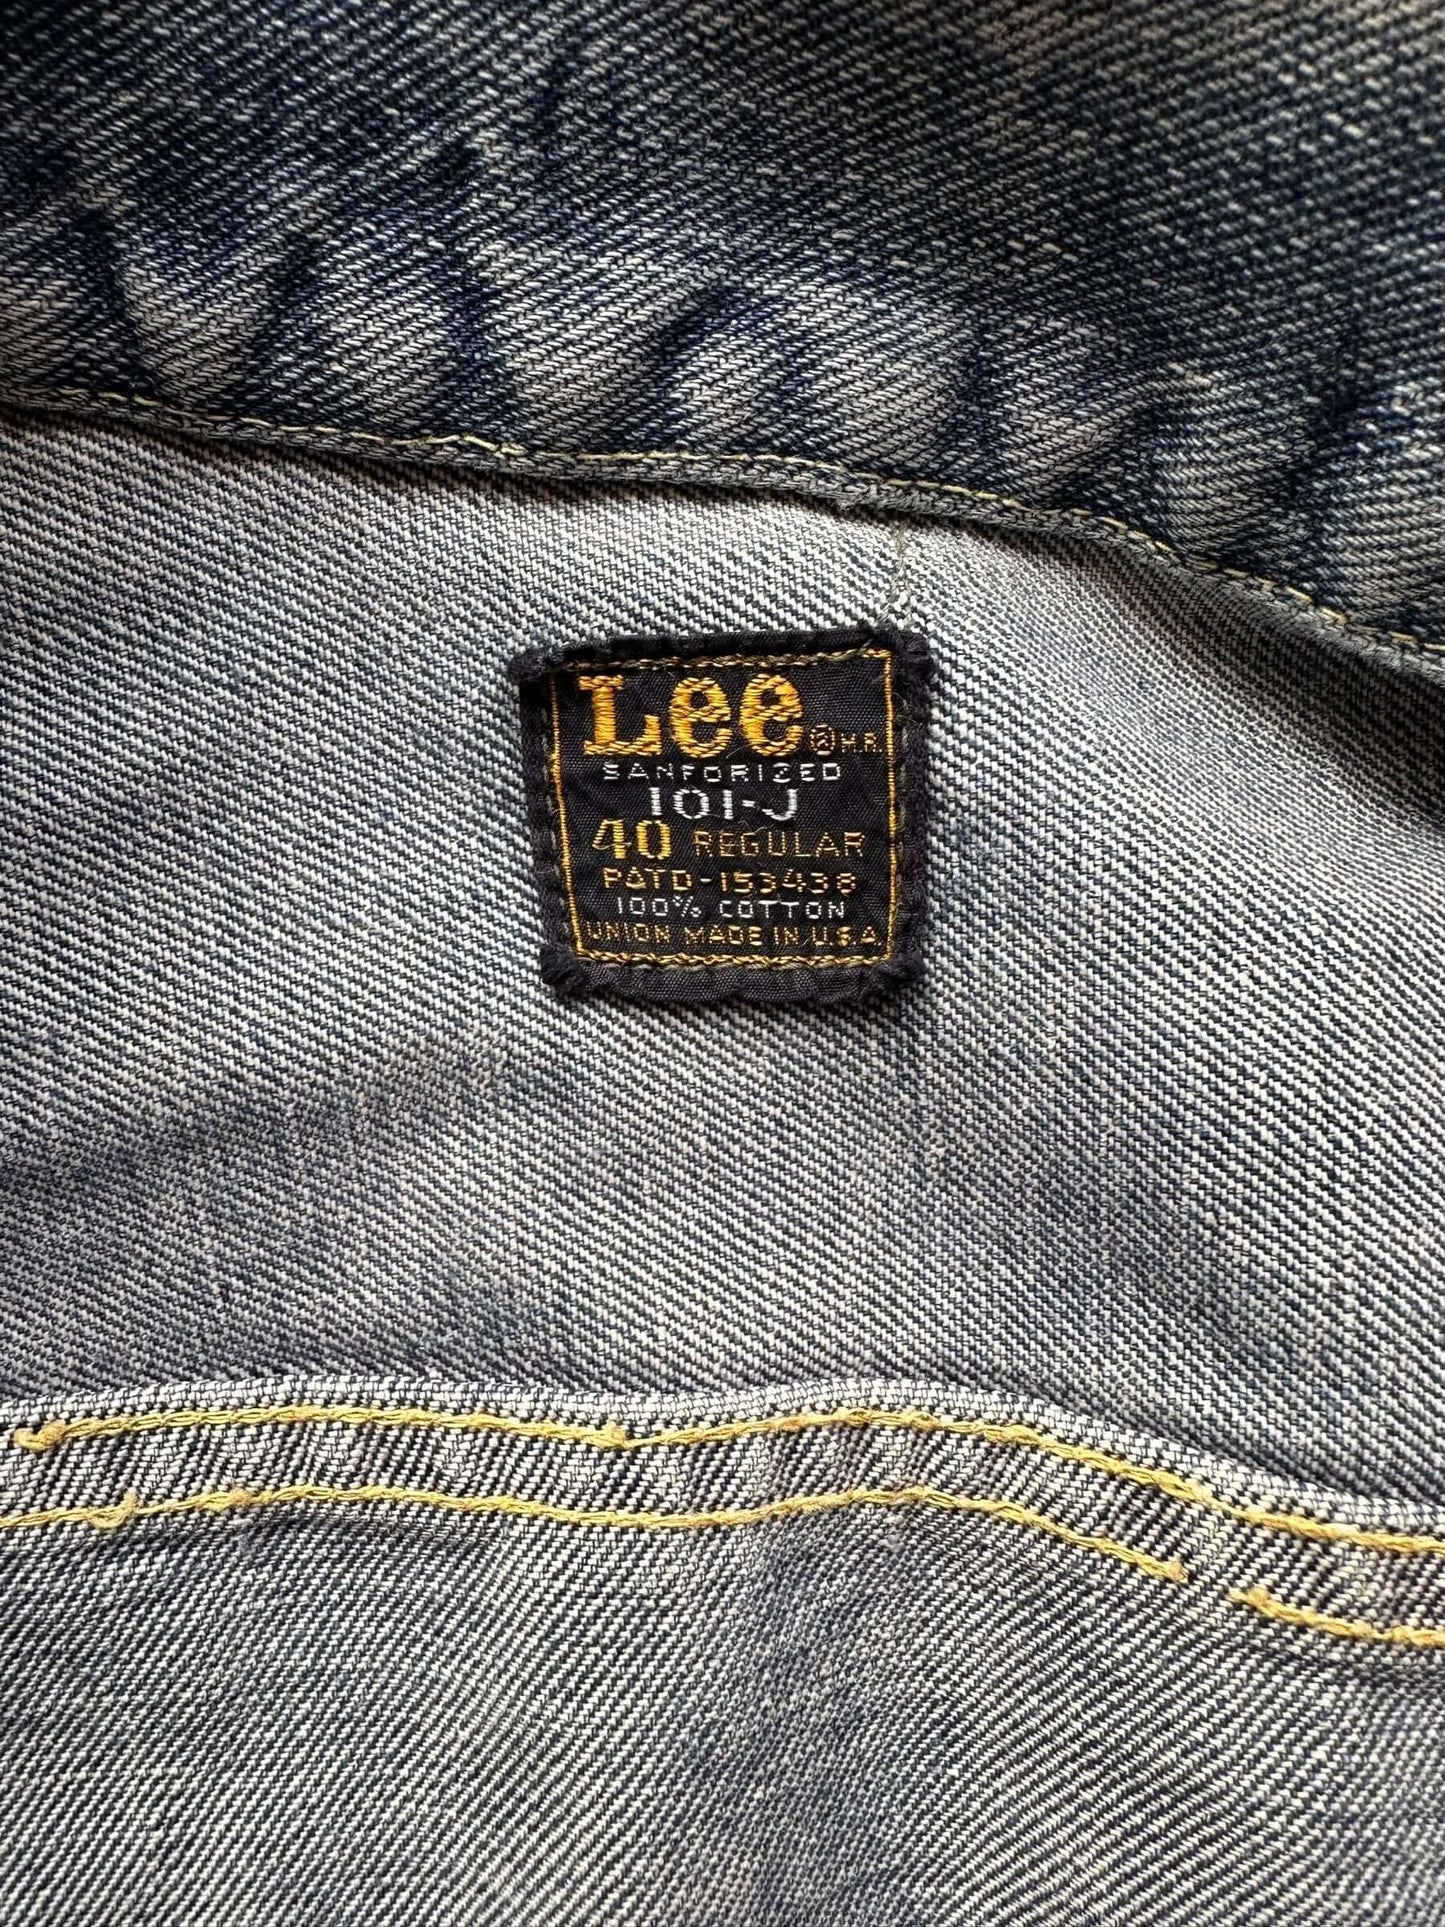 Lee ® M.R.
SANFORIZED
101-J
40 REGULAR
PATD-153438
100% COTTON
UNION MADE IN U.S.A.